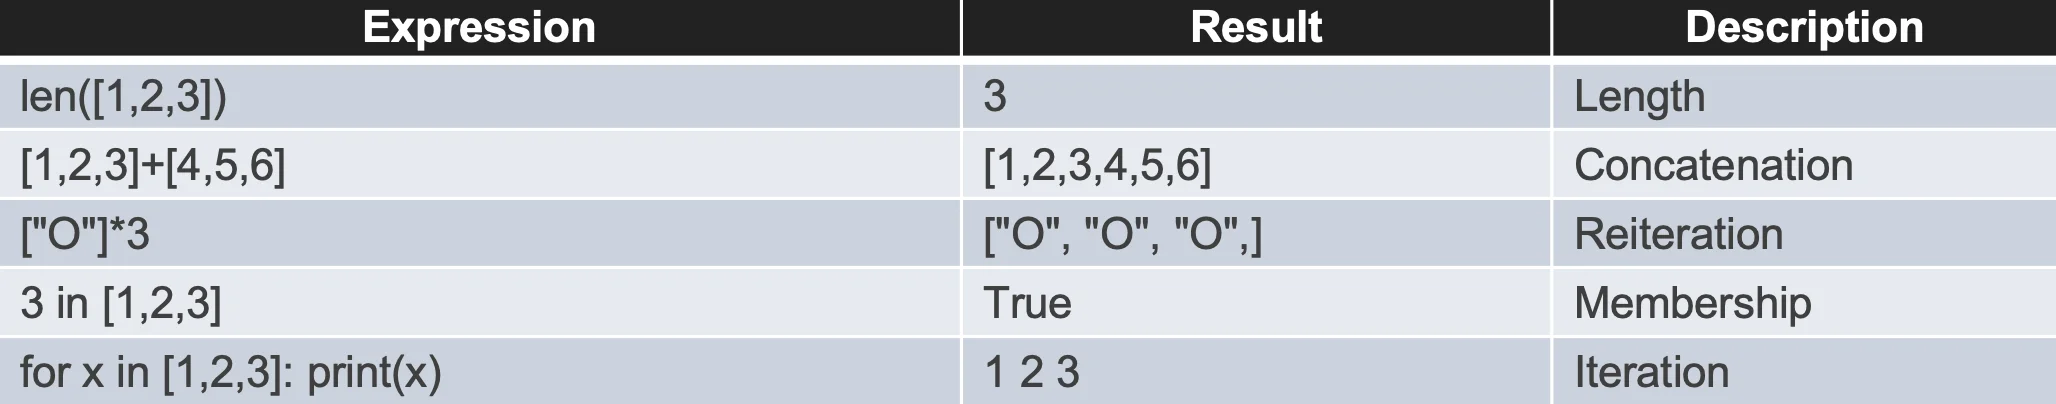 Expression Result Description
len([1,2,3]) 3 Length
[1,2,3]+[4,5,6] [1,2,3,4,5,6] Concatenation
["O"]*3 ["O", "O", "O",] Reiteration
3 in [1,2,3] True Membership
for x in [1,2,3]: print(x) 1 2 3 Iteration